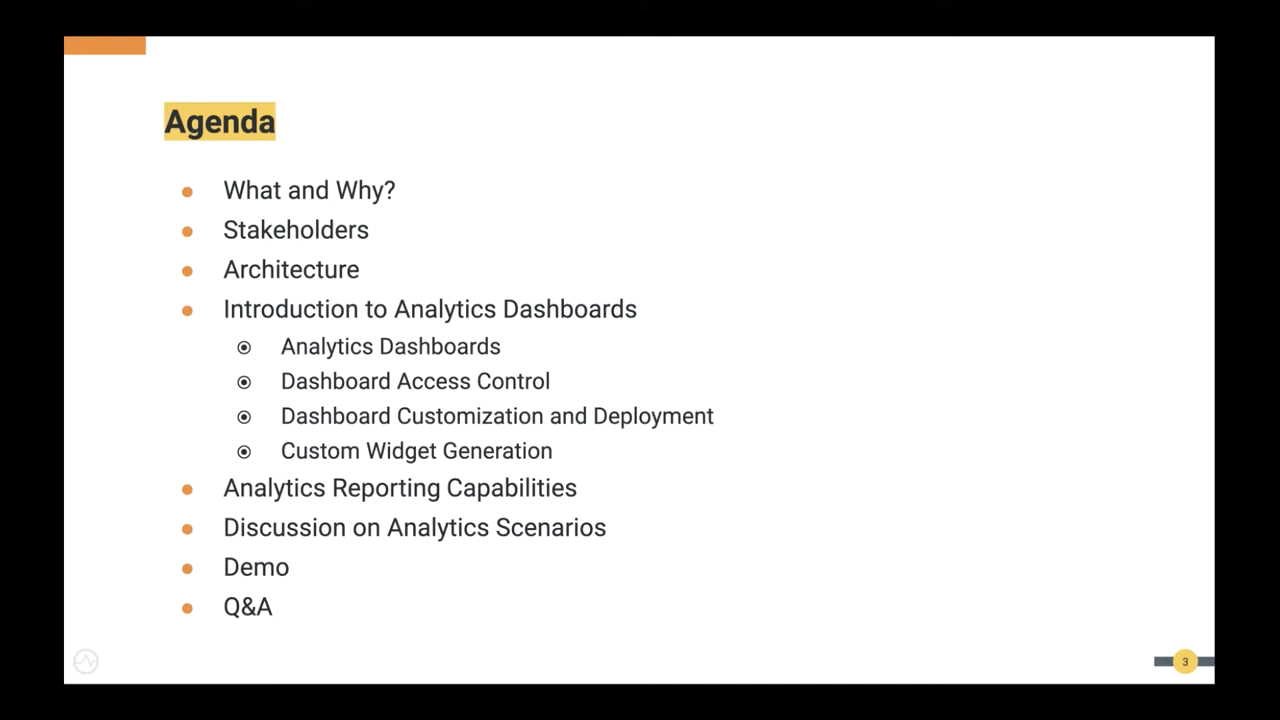 Agenda
What and Why?
Stakeholders
Architecture
Introduction to Analytics Dashboards
Analytics Dashboards
Dashboard Access Control
Dashboard Customization and Deployment
Custom Widget Generation
Analytics Reporting Capabilities
Discussion on Analytics Scenarios
Demo
Q&A
3